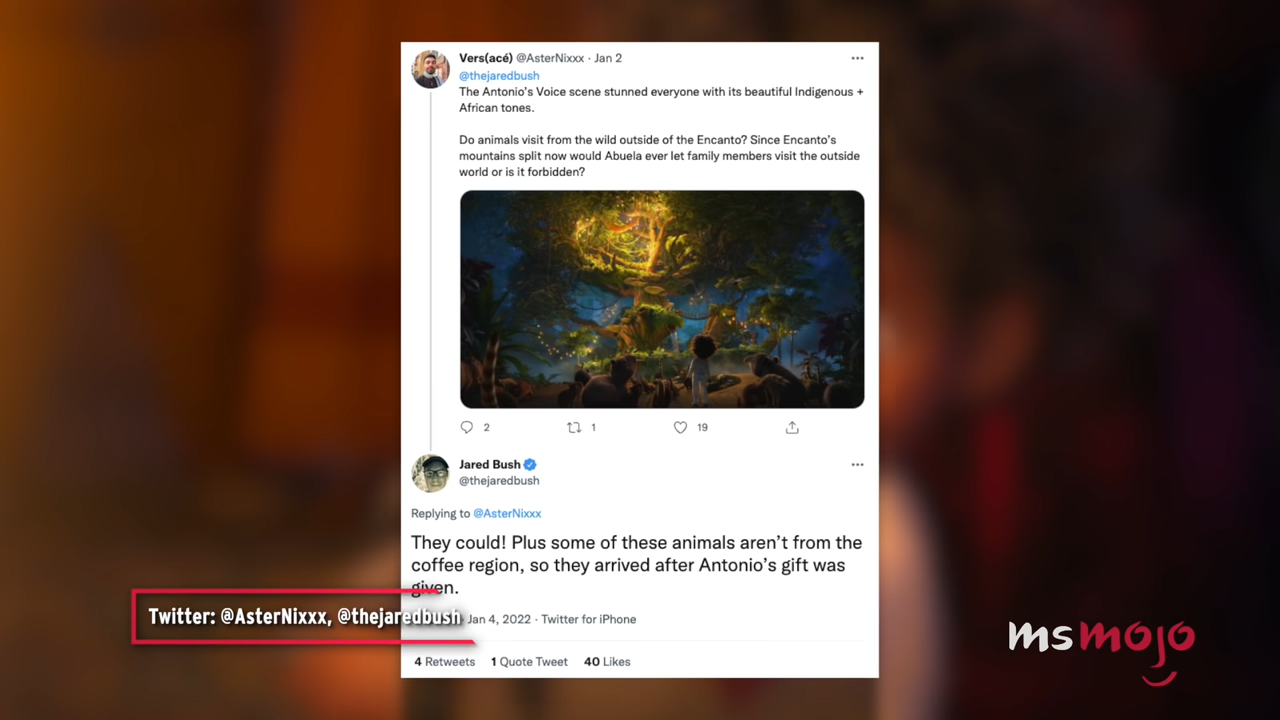 Vers(acé) @AsterNixxx · Jan 2
@thejaredbush
The Antonio's Voice scene stunned everyone with its beautiful Indigenous +
African tones.
Do animals visit from the wild outside of the Encanto? Since Encanto's
mountains split now would Abuela ever let family members visit the outside
world or is it forbidden?
2 1 19
Jared Bush
@thejaredbush
Replying to @AsterNixxx
They could! Plus some of these animals aren't from the
coffee region, so they arrived after Antonio's gift was
given.
Twitter: @AsterNixxx, @thejaredbush
Jan 4, 2022 · Twitter for iPhone
msmojo
4 Retweets 1 Quote Tweet 40 Likes